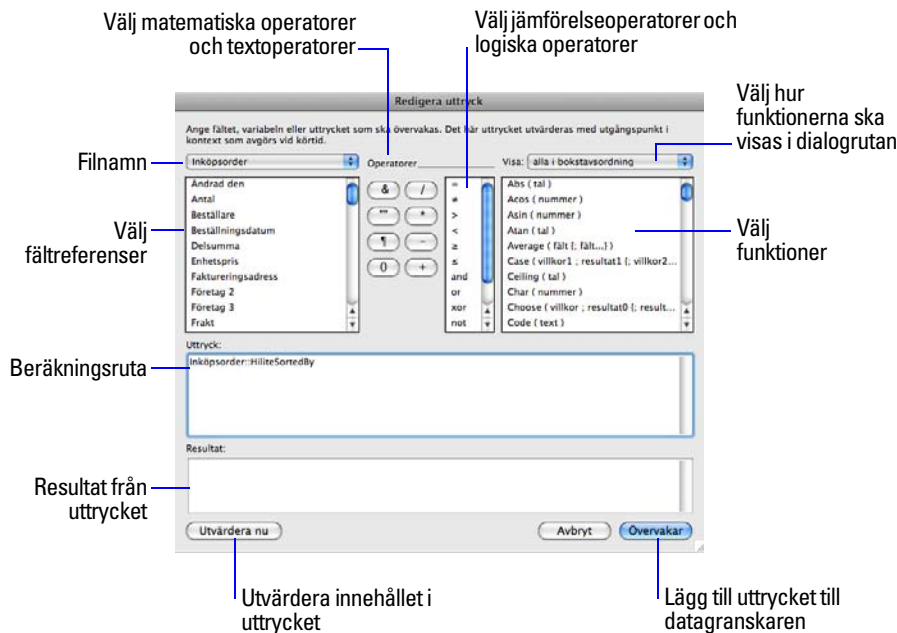 Välj matematiska operatorer
och textoperatorer
Välj jämförelseoperatorer och
logiska operatorer
Välj hur
funktionerna ska
visas i dialogrutan
Redigera uttryck
Ange fältet, variabeln eller uttrycket som ska övervakas. Det här uttrycket utvärderas med utgångspunkt i
kontext som avgörs vid körtid.
Filnamn
Inköpsorder
Operatorer
Visa: alla i bokstavsordning
Välj
fältreferenser
Ändrad den
Antal
Beställare
Beställningsdatum
Delsumma
Enhetspris
Faktureringsadress
Företag 2
Företag 3
Frakt
& /
"" *
¶ -
() +
=
≠
>
<
≥
≤
and
or
xor
not
Abs ( tal )
Acos ( nummer )
Asin ( nummer )
Atan ( tal )
Average ( fält {; fält...} )
Case ( villkor1 ; resultat1 {; villkor2...
Ceiling ( tal )
Char ( nummer )
Choose ( villkor ; resultat0 {; result...
Code ( text )
Välj
funktioner
Uttryck:
Beräkningsruta
Inköpsorder::HiliteSortedBy
Resultat:
Resultat från
uttrycket
Utvärdera nu
Avbryt
Övervakar
Utvärdera innehållet i
uttrycket
Lägg till uttrycket till
datagranskaren